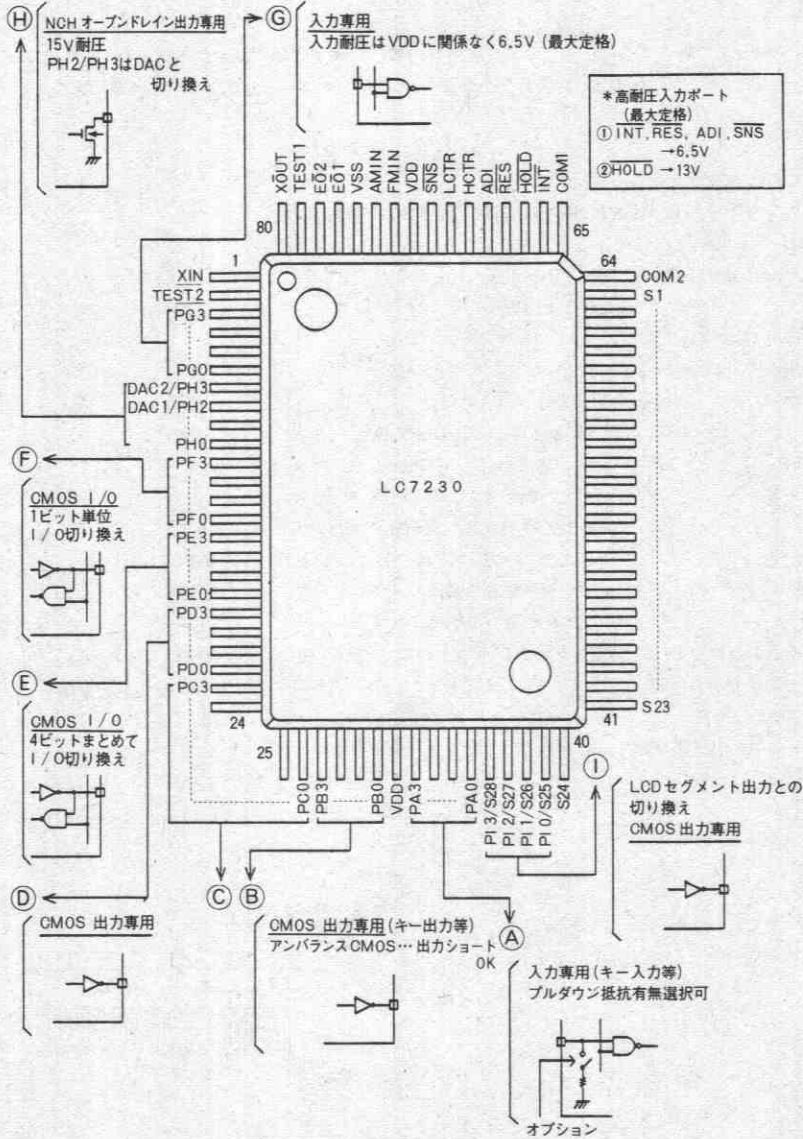 Ⓗ
NCH オープンドレイン出力専用
15V耐圧
PH2/PH3はDACと
切り換え
Ⓖ
入力専用
入力耐圧はVDDに関係なく6.5V (最大定格)
*高耐圧入力ポート
(最大定格)
① INT, RES, ADI, SNS
→6.5V
②HOLD →13V
XOUT
TEST1
EO2
EO1
VSS
AMIN
FMIN
VDD
SNS
LCTR
HCTR
ADI
RES
HOLD
INT
COM1
80
65
1
64
XIN
TEST2
PG3
PG0
DAC2/PH3
DAC1/PH2
PH0
PF3
PF0
PE3
PE0
PD3
PD0
PC3
24
COM2
S1
S23
41
LC7230
Ⓕ
CMOS I/O
1ビット単位
I/O切り換え
Ⓔ
CMOS I/O
4ビットまとめて
I/O切り換え
Ⓓ
CMOS 出力専用
25
40
PC0
PB3
PB0
VDD
PA3
PA0
PI3/S28
PI2/S27
PI1/S26
PI0/S25
S24
Ⓘ
LCDセグメント出力との
切り換え
CMOS出力専用
Ⓒ Ⓑ
CMOS 出力専用(キー出力等)
アンバランスCMOS…出力ショート
OK
Ⓐ
入力専用(キー入力等)
プルダウン抵抗有無選択可
オプション